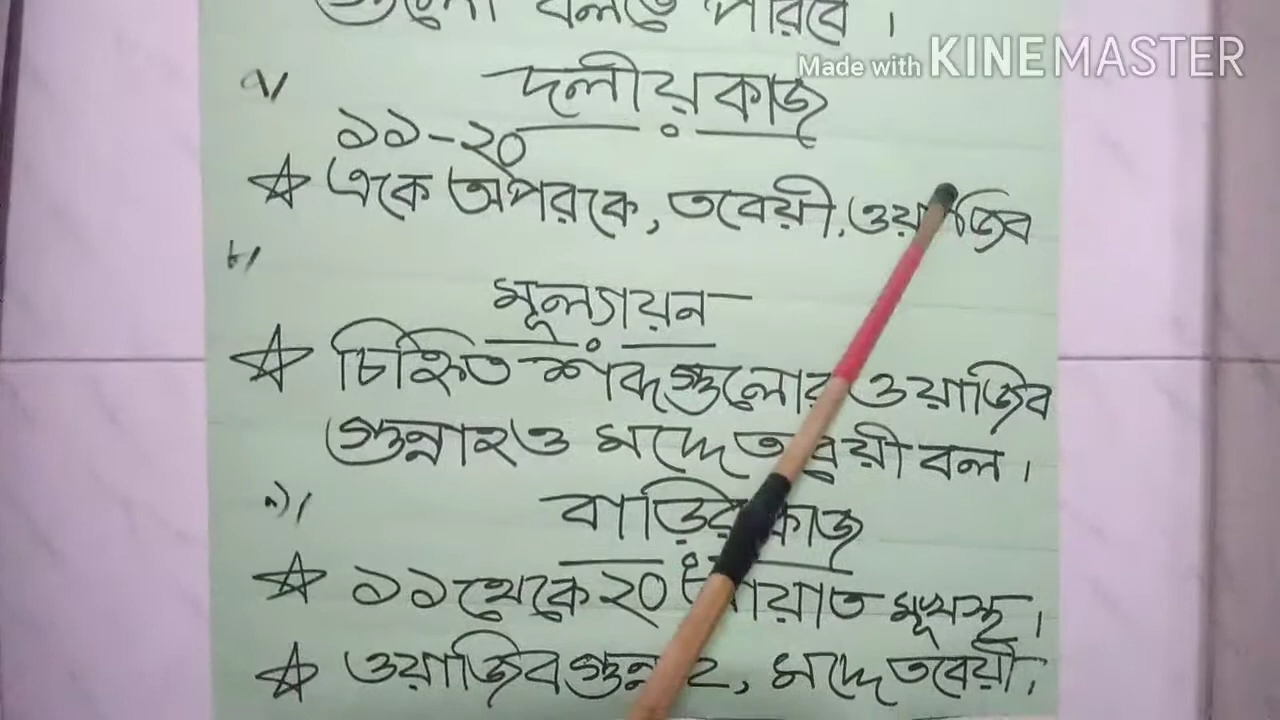 গুলো বলতে পারবে ।
Made with KINEMASTER
৭/ দলীয় কাজ
১১-২০
একে অপরকে, তবেয়ী, ওয়াজিব
৮/
মূল্যায়ন
চিহ্নিত শব্দগুলোর ওয়াজিব
গুন্নাহ ও মদ্দে তবেয়ী বল ।
৯/ বাড়ির কাজ
১১ থেকে ২০ আয়াত মূখস্থ ।
ওয়াজিব গুন্নাহ, মদ্দে তবেয়ী ।